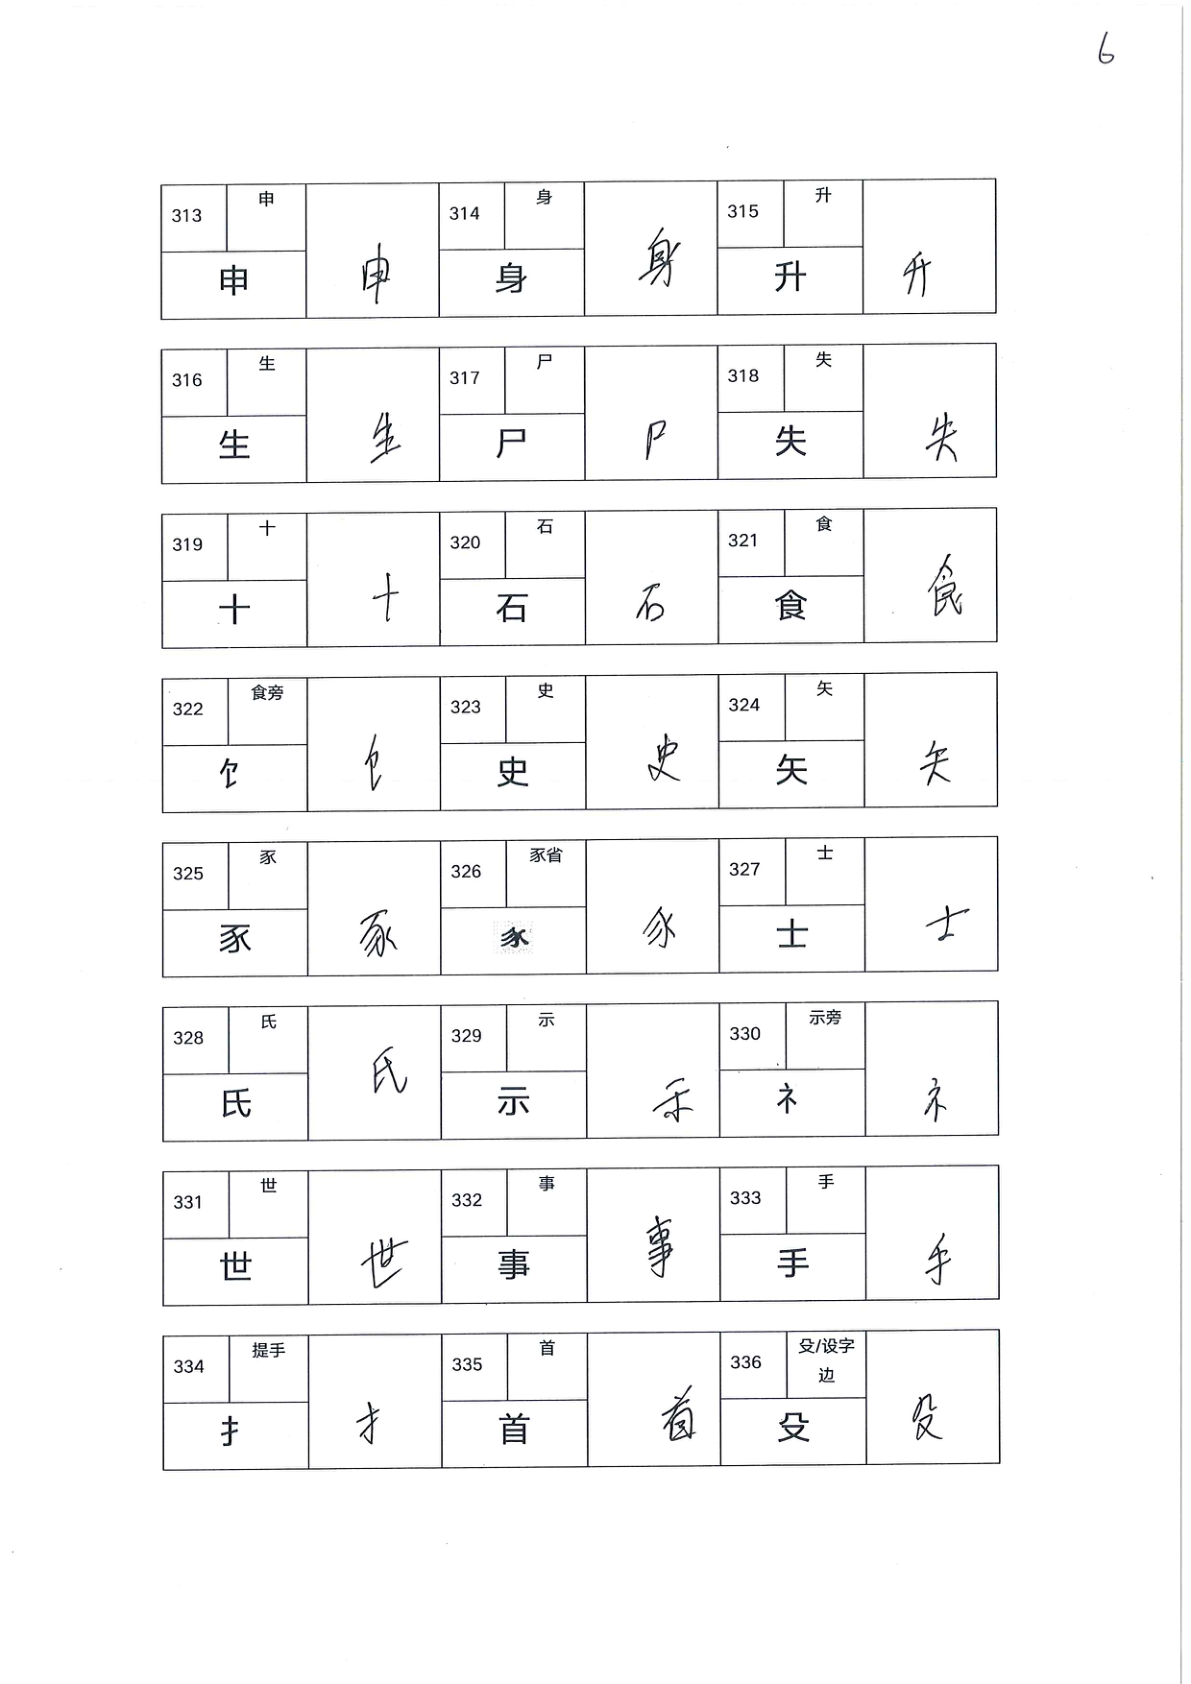 6
313 申 申 申 314 身 身 身 315 升 升 升
316 生 生 生 317 尸 尸 尸 318 失 失 失
319 十 十 十 320 石 石 石 321 食 食 食
322 食旁 饣 饣 323 史 史 史 324 矢 矢 矢
325 豕 豕 豕 326 豕省 327 士 士 士
328 氏 氏 氏 329 示 示 示 330 示旁 礻 礻
331 世 世 世 332 事 事 事 333 手 手 手
334 提手 扌 扌 335 首 首 首 336 殳/设字
边
殳 殳